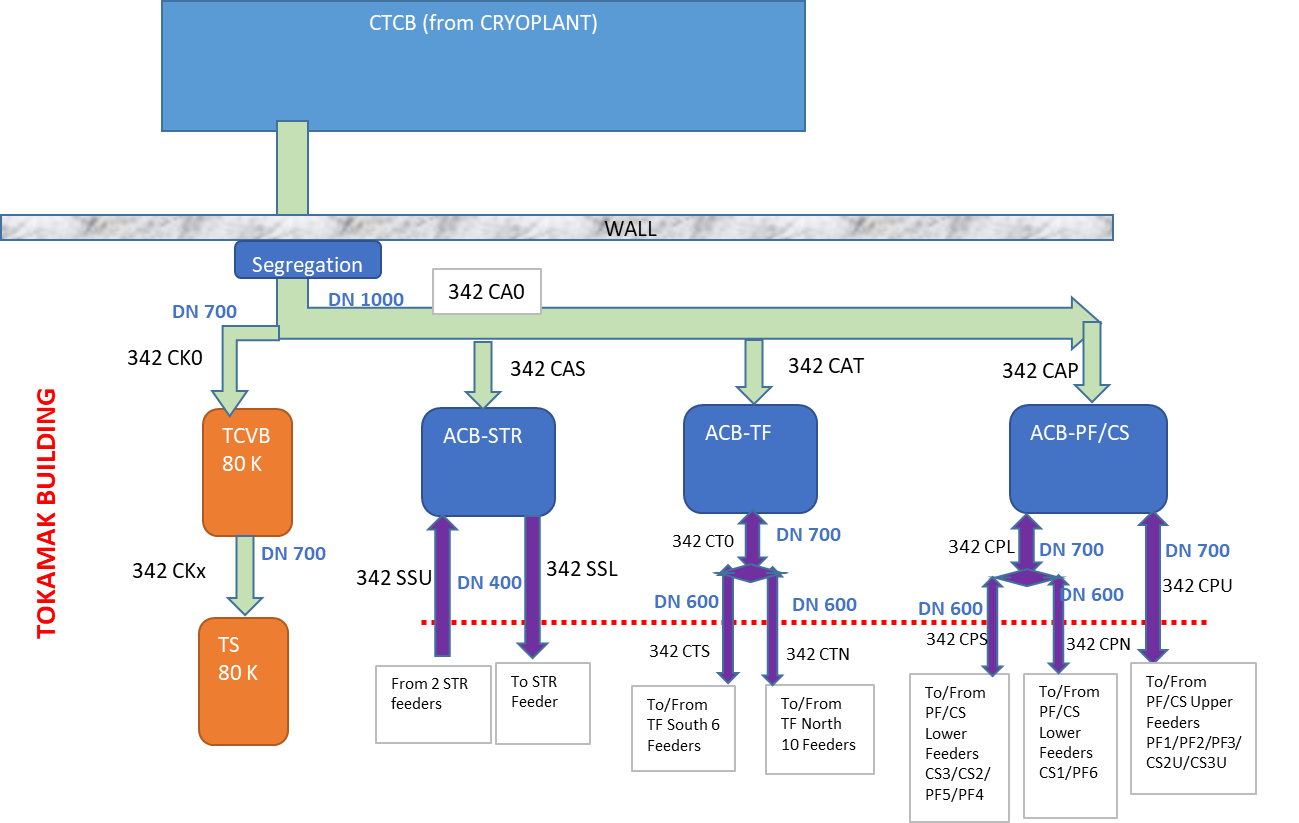 CTCB (from CRYOPLANT)
WALL
Segregation
DN 700
DN 1000
342 CA0
342 CK0
342 CAS
342 CAT
342 CAP
TOKAMAK BUILDING
TCVB
80 K
ACB-STR
ACB-TF
ACB-PF/CS
342 CKx
DN 700
342 SSU
DN 400
342 SSL
342 CT0
DN 700
342 CPL
DN 700
DN 700
342 CPU
DN 600
DN 600
DN 600
DN 600
342 CTS
342 CTN
342 CPS
342 CPN
TS
80 K
From 2 STR
feeders
To STR
Feeder
To/From
TF South 6
Feeders
To/From
TF North
10 Feeders
To/From
PF/CS
Lower
Feeders
CS3/CS2/
PF5/PF4
To/From
PF/CS
Lower
Feeders
CS1/PF6
To/From
PF/CS Upper
Feeders
PF1/PF2/PF3/
CS2U/CS3U